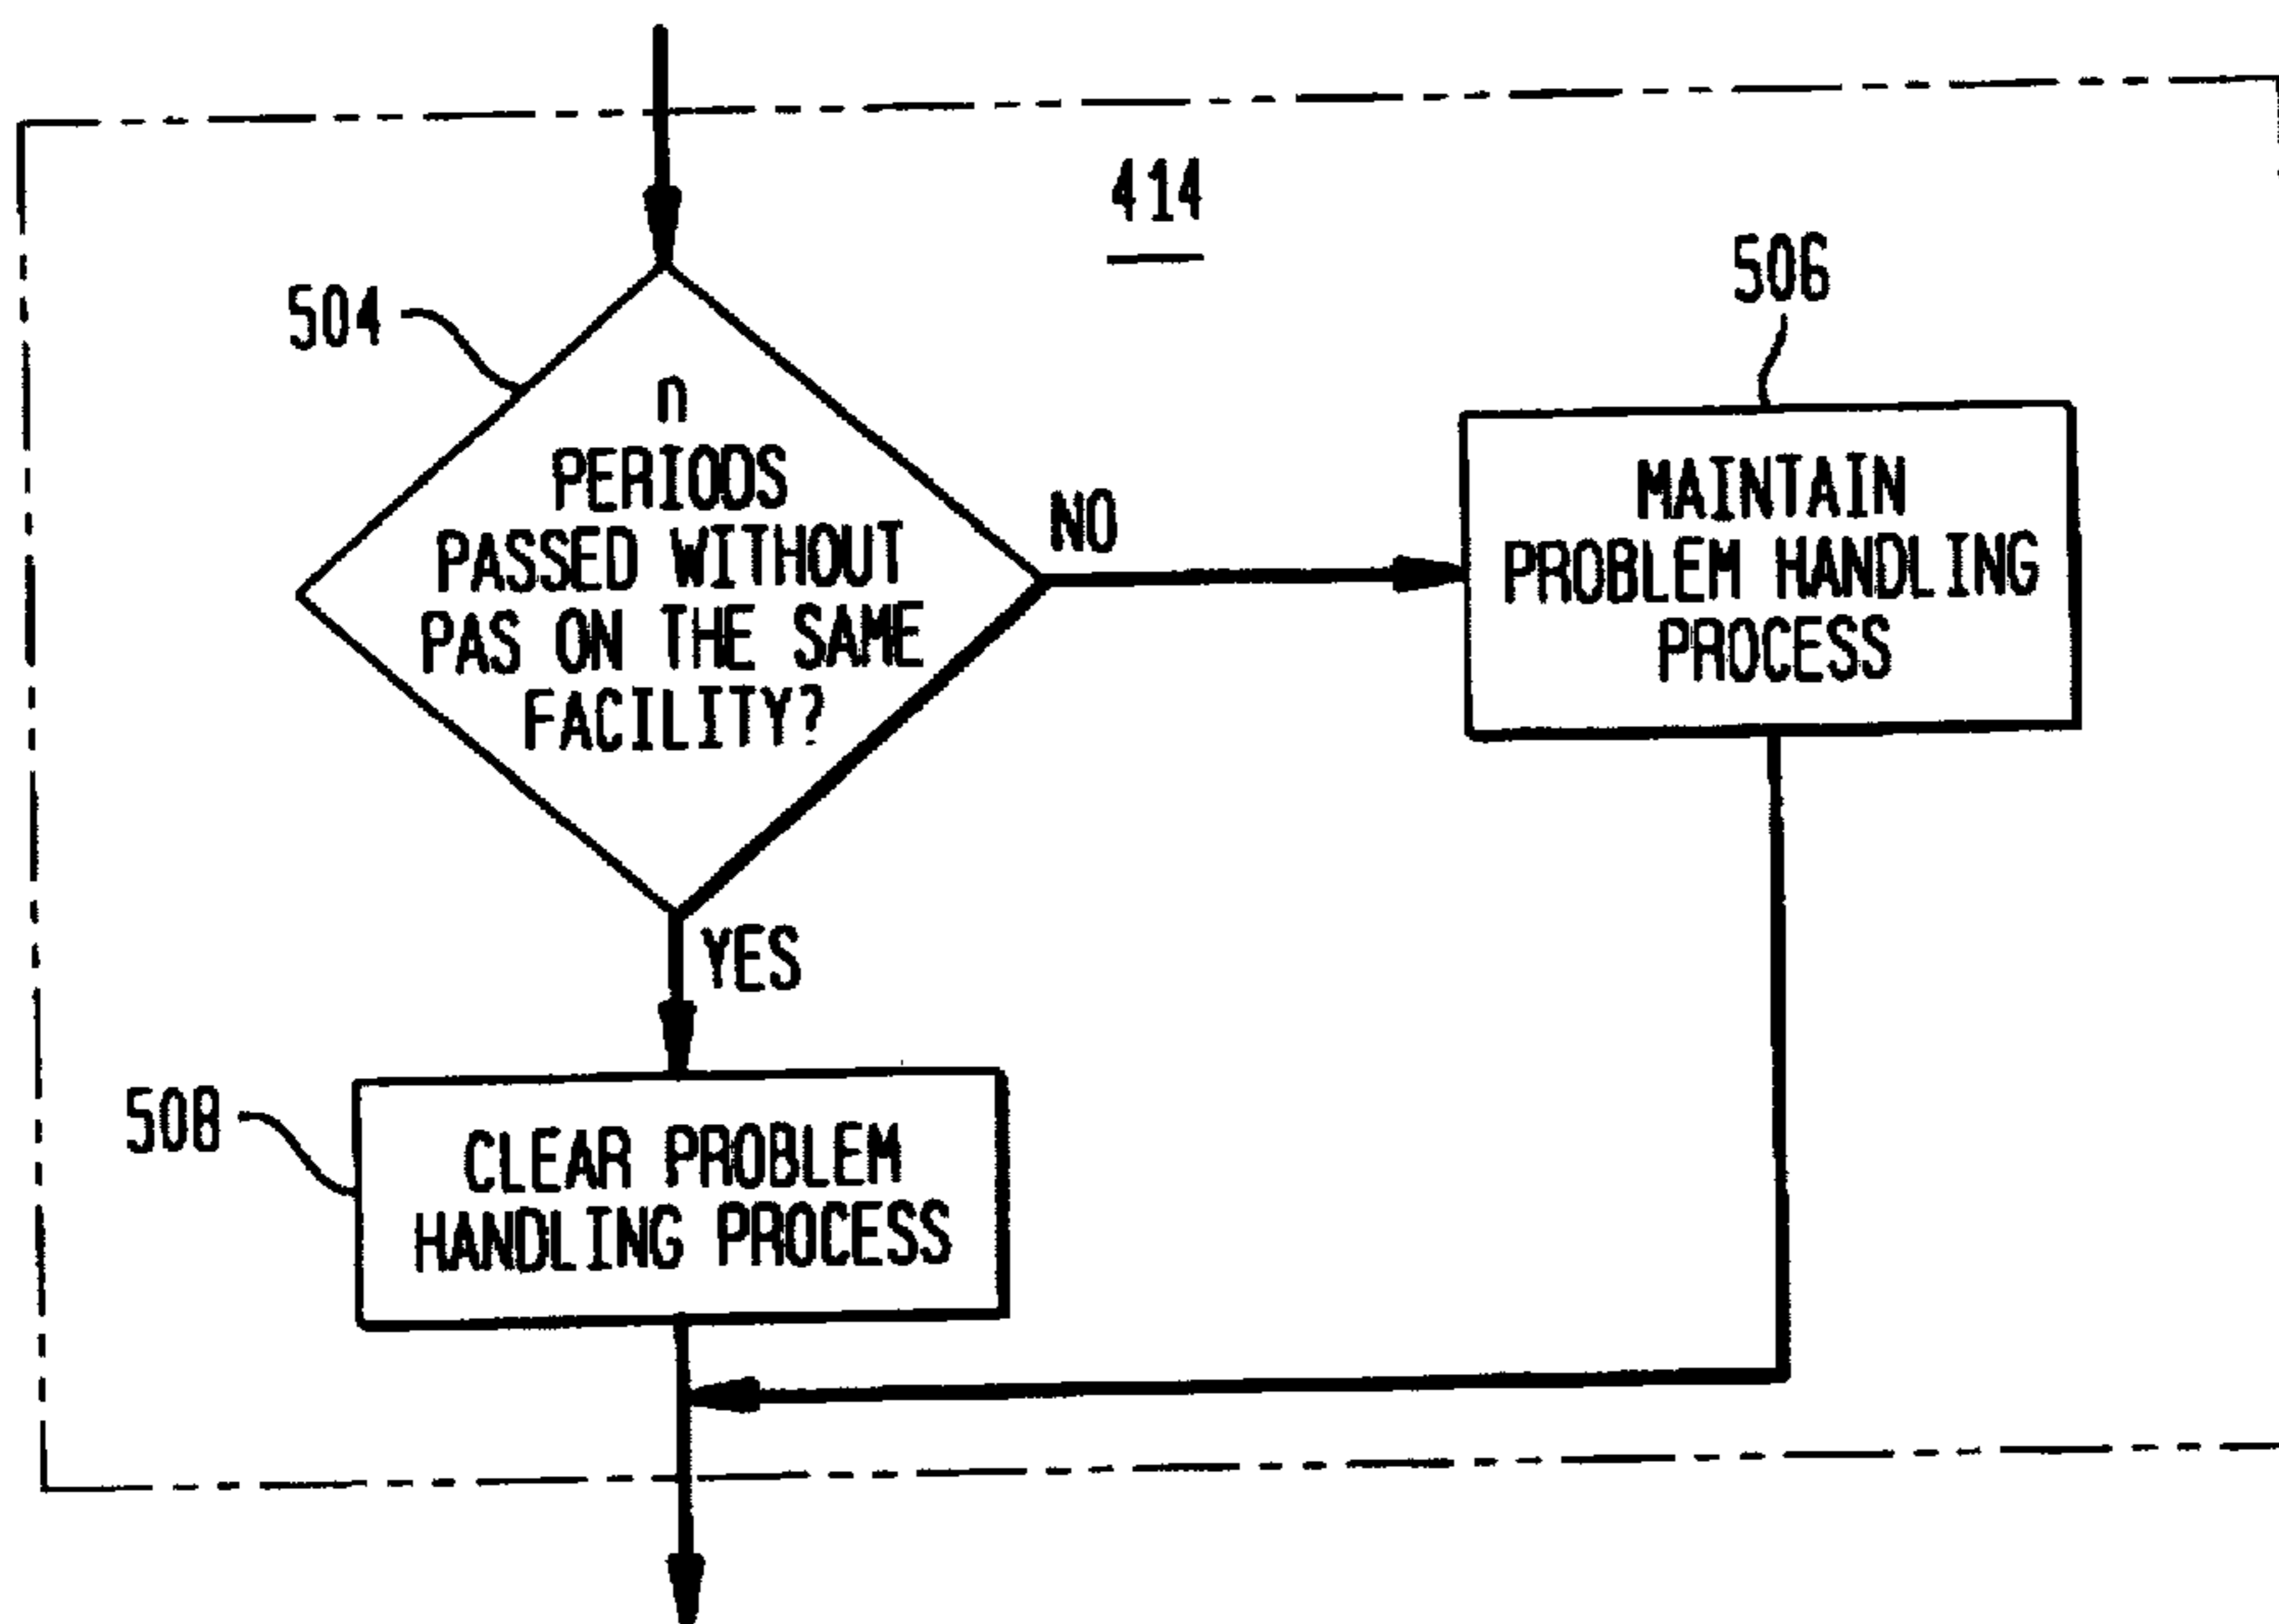 414
504
506
n
PERIODS
PASSED WITHOUT
PAS ON THE SAME
FACILITY?
NO
MAINTAIN
PROBLEM HANDLING
PROCESS
YES
508
CLEAR PROBLEM
HANDLING PROCESS